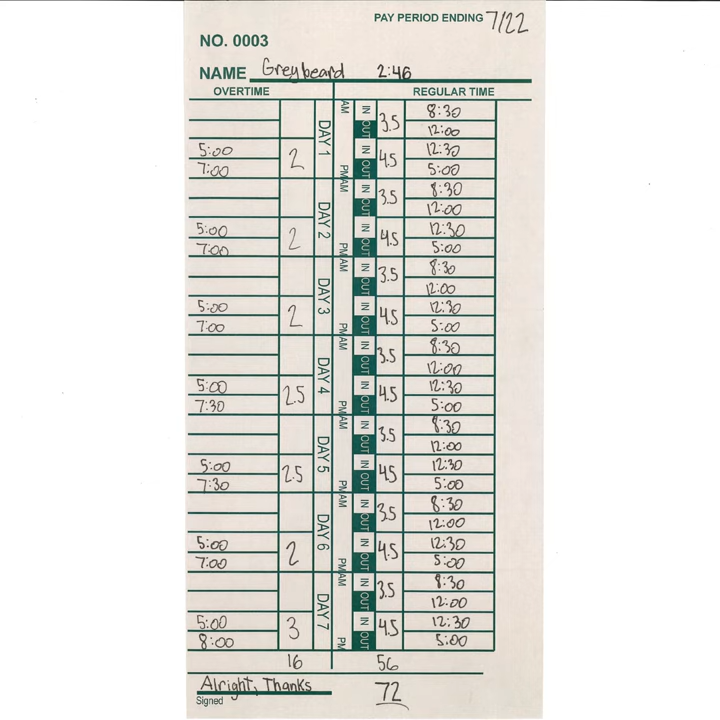 PAY PERIOD ENDING 7/22
NO. 0003
NAME Greybeard 2:46
OVERTIME REGULAR TIME
DAY 1
AM IN 3.5 8:30
OUT 12:00
5:00 2 IN 4.5 12:30
7:00 PM OUT 5:00
DAY 2
AM IN 3.5 8:30
OUT 12:00
5:00 2 IN 4.5 12:30
7:00 PM OUT 5:00
DAY 3
AM IN 3.5 8:30
OUT 12:00
5:00 2 IN 4.5 12:30
7:00 PM OUT 5:00
DAY 4
AM IN 3.5 8:30
OUT 12:00
5:00 2.5 IN 4.5 12:30
7:30 PM OUT 5:00
DAY 5
AM IN 3.5 8:30
OUT 12:00
5:00 2.5 IN 4.5 12:30
7:30 PM OUT 5:00
DAY 6
AM IN 3.5 8:30
OUT 12:00
5:00 2 IN 4.5 12:30
7:00 PM OUT 5:00
DAY 7
AM IN 3.5 8:30
OUT 12:00
5:00 3 IN 4.5 12:30
8:00 PM OUT 5:00
16 56
Alright, Thanks 72
Signed